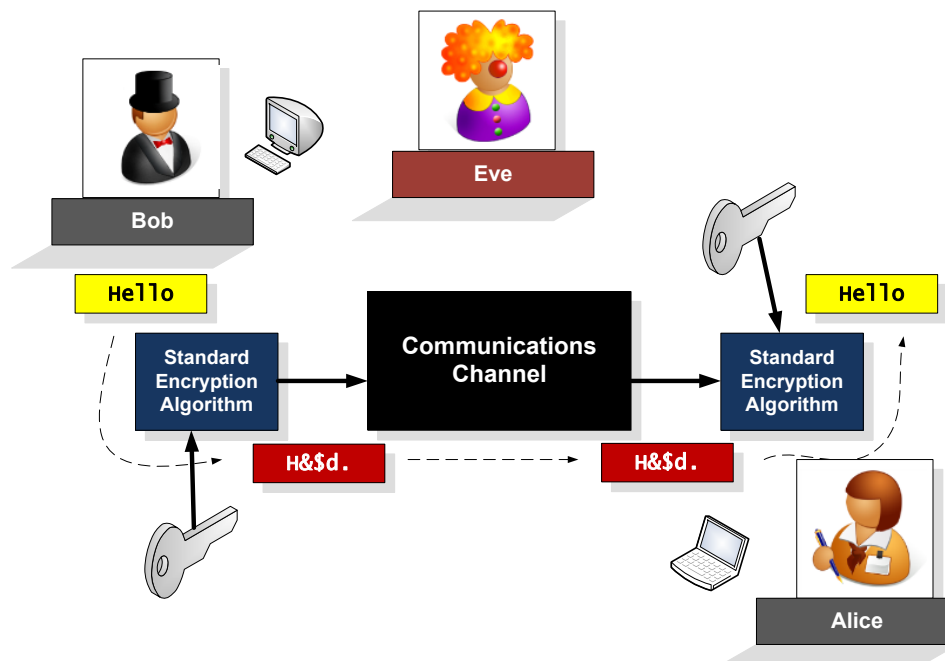 Eve
Bob
Hello
Hello
Standard
Encryption
Algorithm
Communications
Channel
Standard
Encryption
Algorithm
H&$d.
H&$d.
Alice